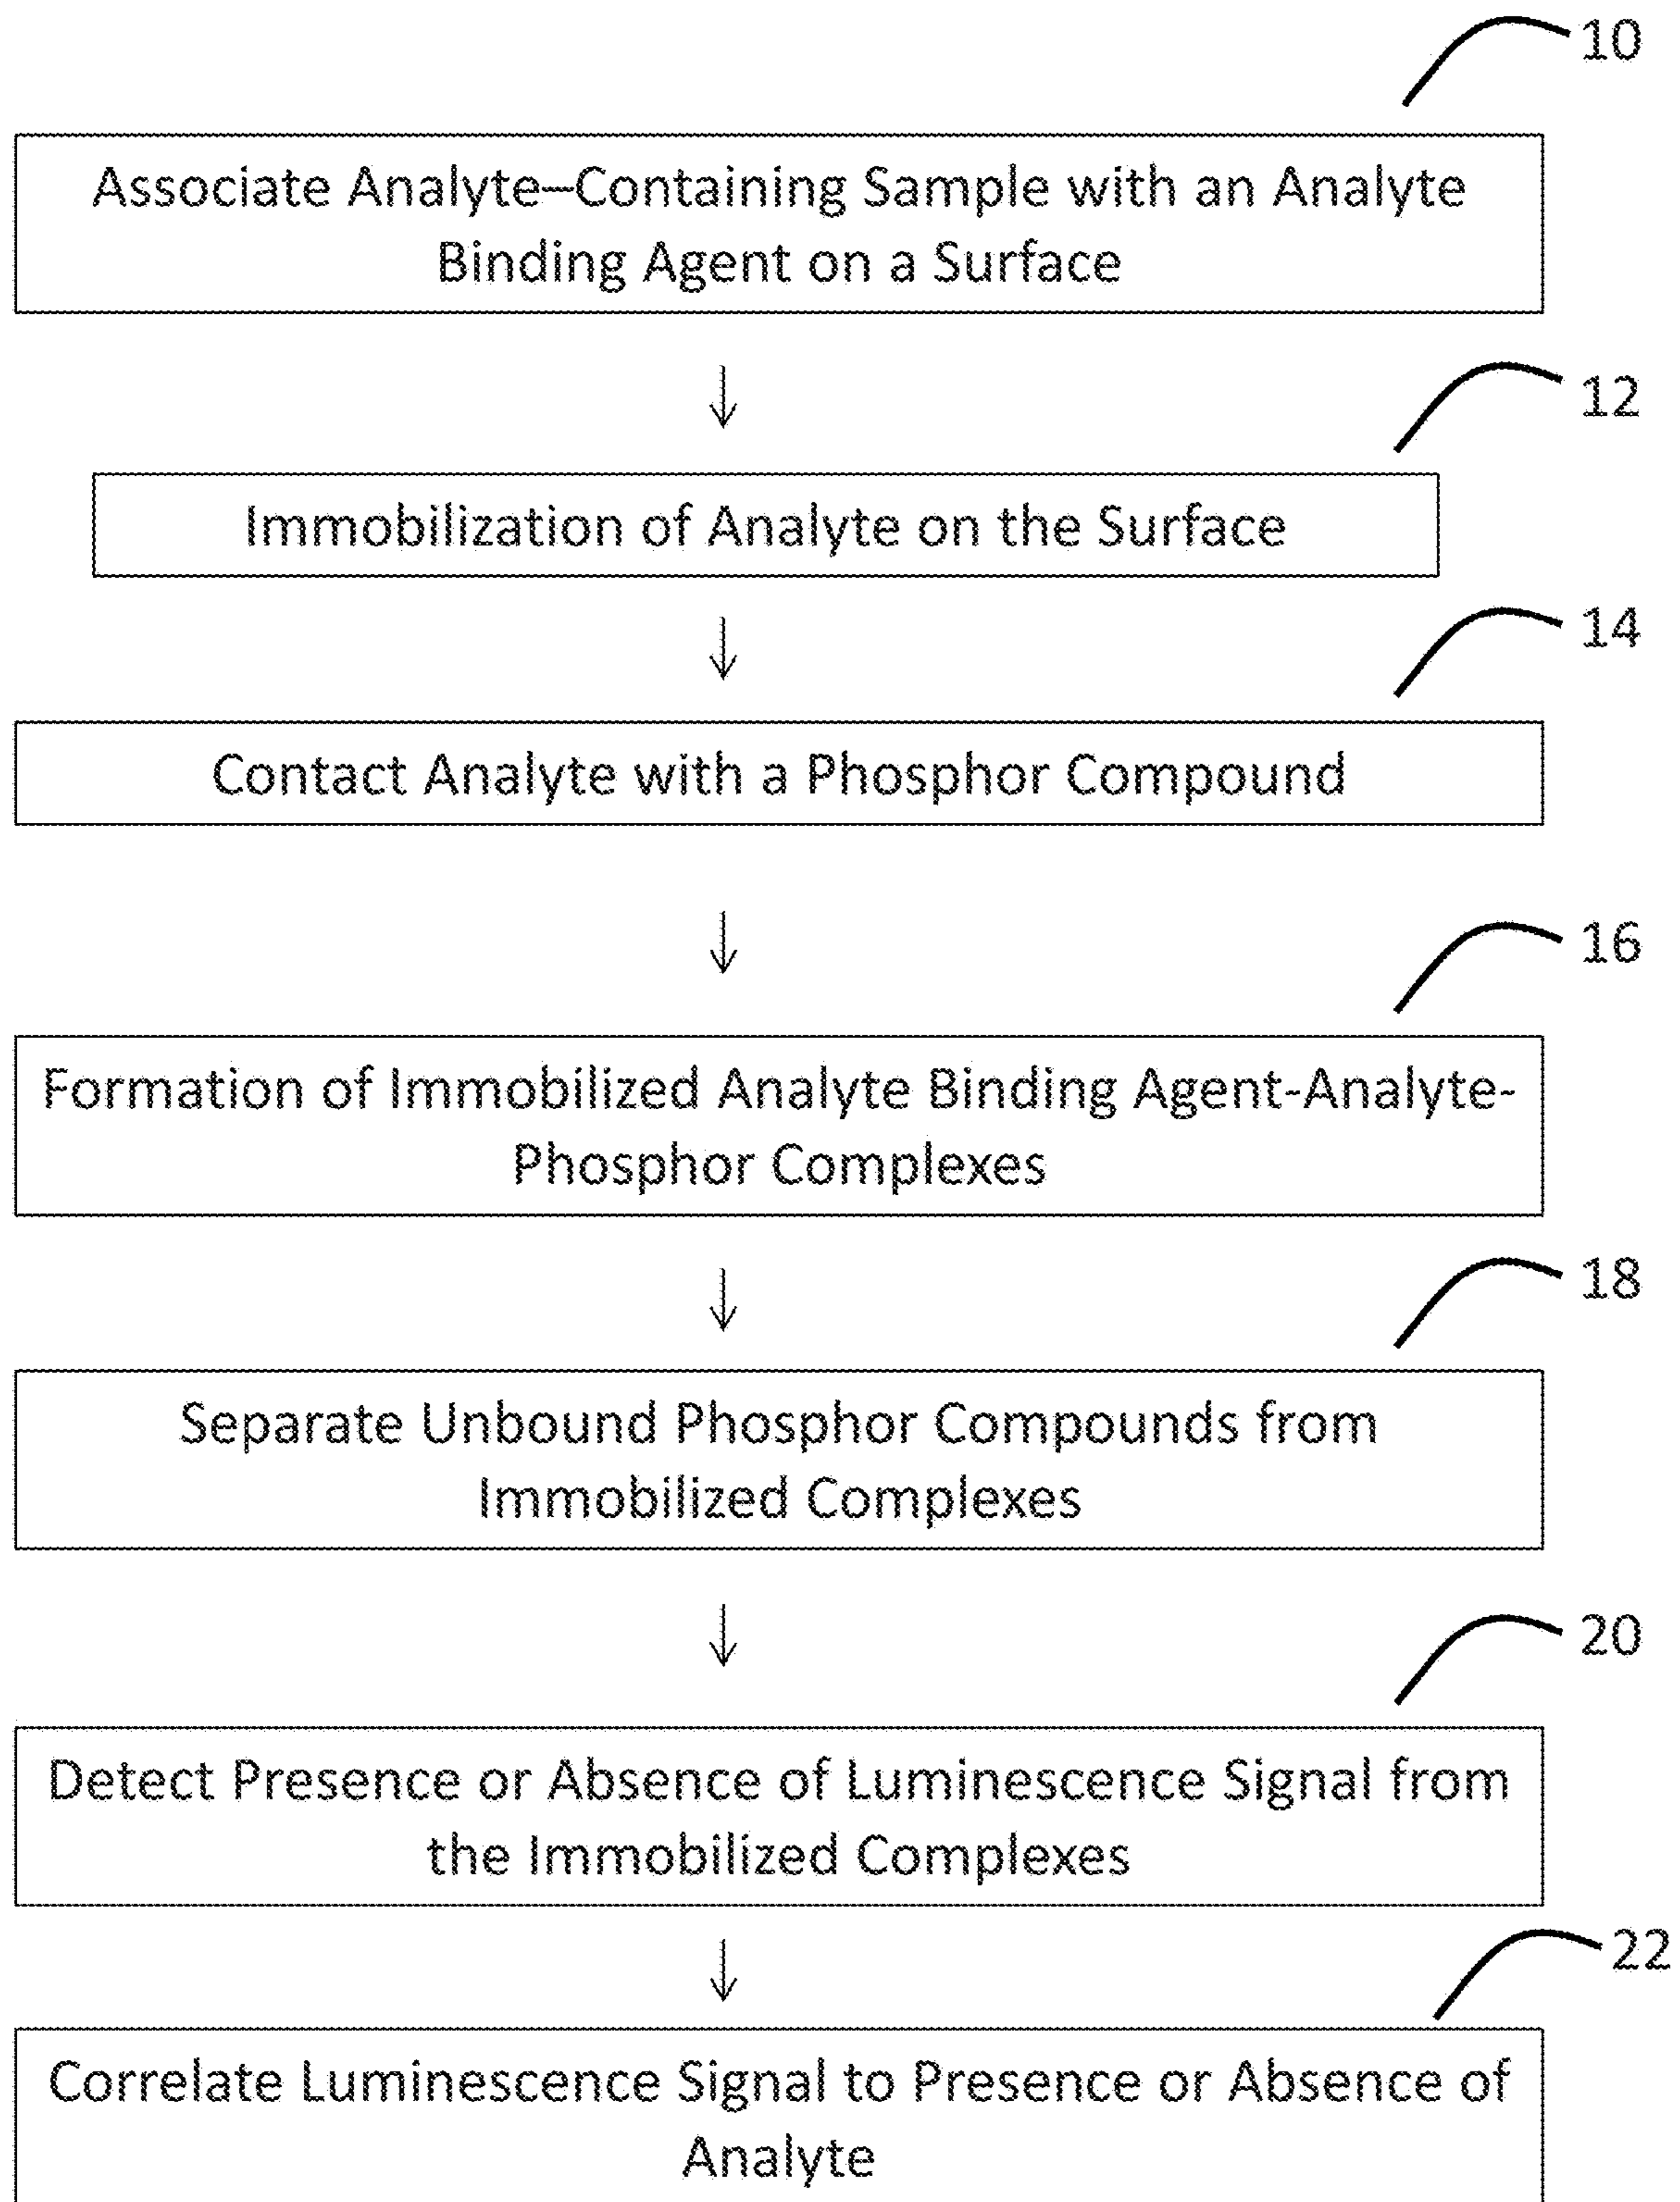 10
Associate Analyte–Containing Sample with an Analyte
Binding Agent on a Surface
12
Immobilization of Analyte on the Surface
14
Contact Analyte with a Phosphor Compound
16
Formation of Immobilized Analyte Binding Agent-Analyte-
Phosphor Complexes
18
Separate Unbound Phosphor Compounds from
Immobilized Complexes
20
Detect Presence or Absence of Luminescence Signal from
the Immobilized Complexes
22
Correlate Luminescence Signal to Presence or Absence of
Analyte